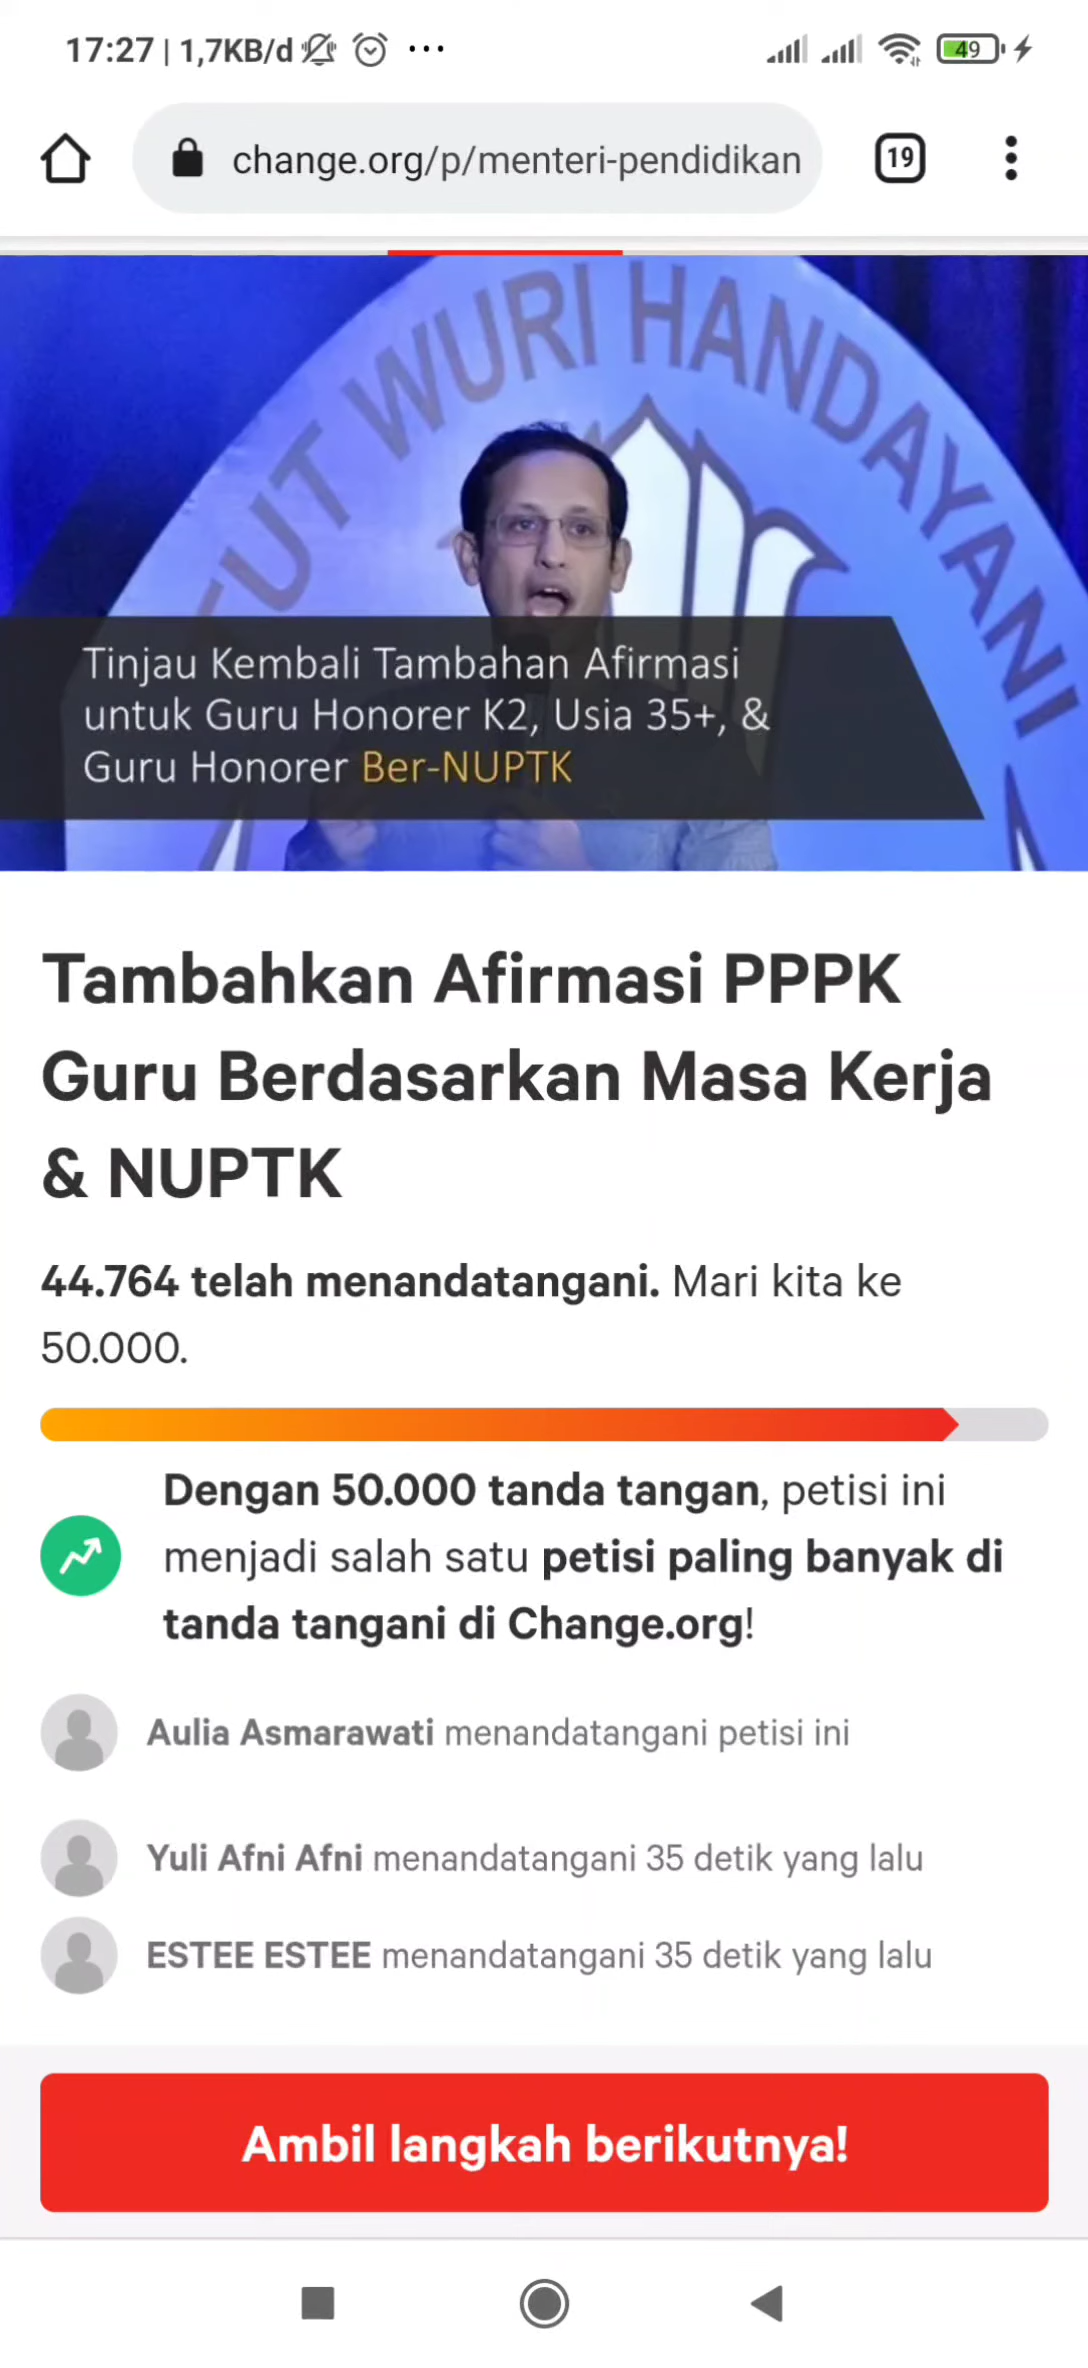 17:27 | 1,7KB/d ...
49
change.org/p/menteri-pendidikan
19
TUT WURI HANDAYANI
Tinjau Kembali Tambahan Afirmasi
untuk Guru Honorer K2, Usia 35+, &
Guru Honorer Ber-NUPTK
Tambahkan Afirmasi PPPK
Guru Berdasarkan Masa Kerja
& NUPTK
44.764 telah menandatangani. Mari kita ke
50.000.
Dengan 50.000 tanda tangan, petisi ini
menjadi salah satu petisi paling banyak di
tanda tangani di Change.org!
Aulia Asmarawati menandatangani petisi ini
Yuli Afni Afni menandatangani 35 detik yang lalu
ESTEE ESTEE menandatangani 35 detik yang lalu
Ambil langkah berikutnya!